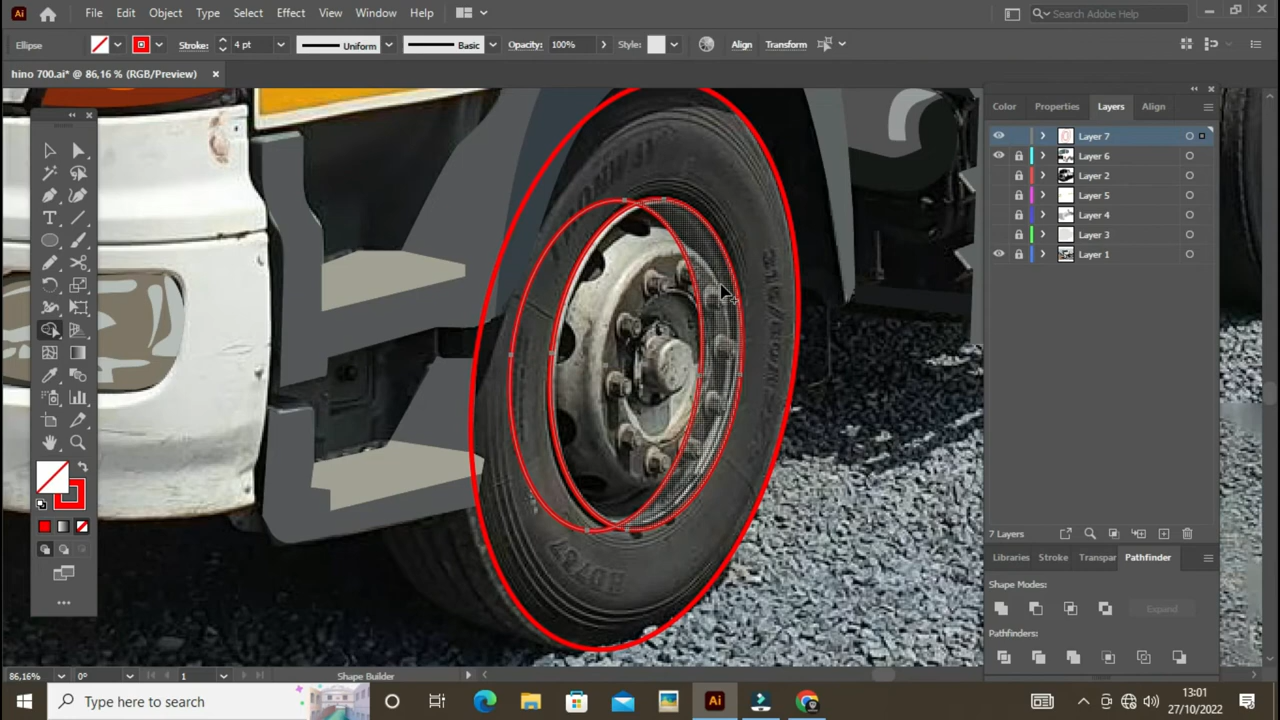 Ai
File Edit Object Type Select Effect View Window Help
Search Adobe Help
Ellipse
Stroke: 4 pt
Uniform
Basic
Opacity: 100%
Style:
Align
Transform
hino 700.ai* @ 86,16 % (RGB/Preview)
Color Properties Layers Align
Layer 7
Layer 6
Layer 2
Layer 5
Layer 4
Layer 3
Layer 1
7 Layers
Libraries Stroke Transpar Pathfinder
Shape Modes:
Expand
Pathfinders:
86,16%
0°
1
Shape Builder
Type here to search
Ai
13:01
27/10/2022